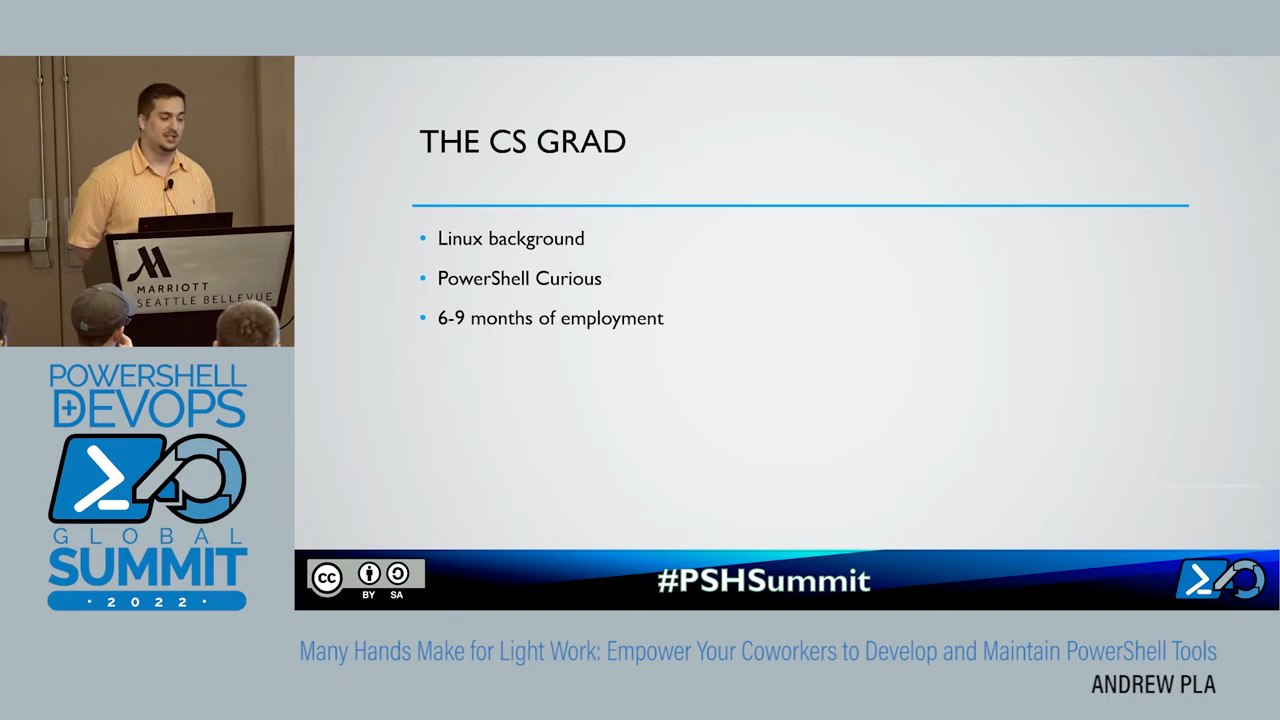 THE CS GRAD
• Linux background
• PowerShell Curious
• 6-9 months of employment
MARRIOTT
SEATTLE BELLEVUE
POWERSHELL
+DEVOPS
GLOBAL
SUMMIT
· 2022 ·
cc
BY SA
#PSHSummit
Many Hands Make for Light Work: Empower Your Coworkers to Develop and Maintain PowerShell Tools
ANDREW PLA